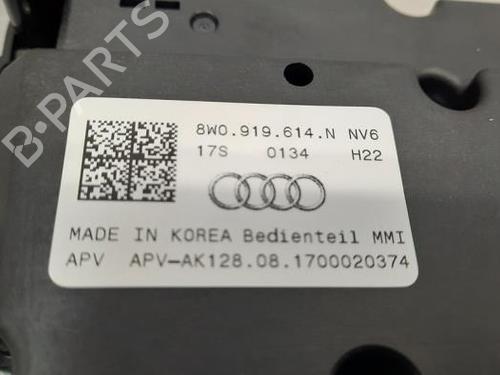 8W0.919.614.N NV6
17S 0134 H22
MADE IN KOREA Bedienteil MMI
APV APV-AK128.08.1700020374
B-PARTS